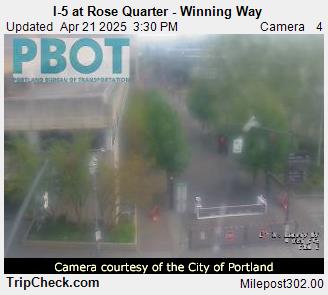 I-5 at Rose Quarter - Winning Way
Updated Apr 21 2025 3:30 PM Camera 4
PBOT
PORTLAND BUREAU OF TRANSPORTATION
Camera courtesy of the City of Portland
TripCheck.com Milepost302.00